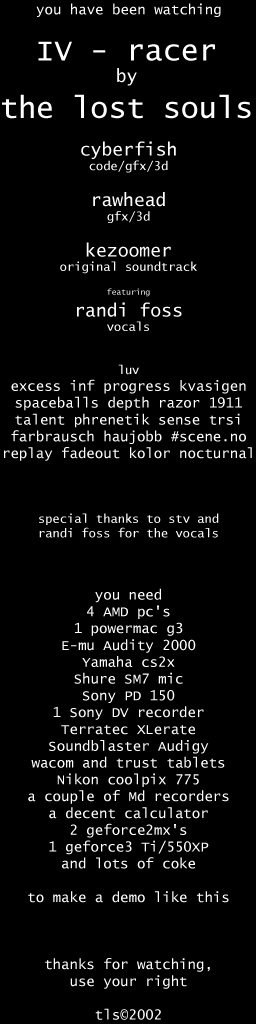 you have been watching
IV - racer
by
the lost souls
cyberfish
code/gfx/3d
rawhead
gfx/3d
kezoomer
original soundtrack
featuring
randi foss
vocals
luv
excess inf progress kvasigen
spaceballs depth razor 1911
talent phrenetik sense trsi
farbrausch haujobb #scene.no
replay fadeout kolor nocturnal
special thanks to stv and
randi foss for the vocals
you need
4 AMD pc's
1 powermac g3
E-mu Audity 2000
Yamaha cs2x
Shure SM7 mic
Sony PD 150
1 Sony DV recorder
Terratec XLerate
Soundblaster Audigy
wacom and trust tablets
Nikon coolpix 775
a couple of Md recorders
a decent calculator
2 geforce2mx's
1 geforce3 Ti/550XP
and lots of coke
to make a demo like this
thanks for watching,
use your right
tls©2002